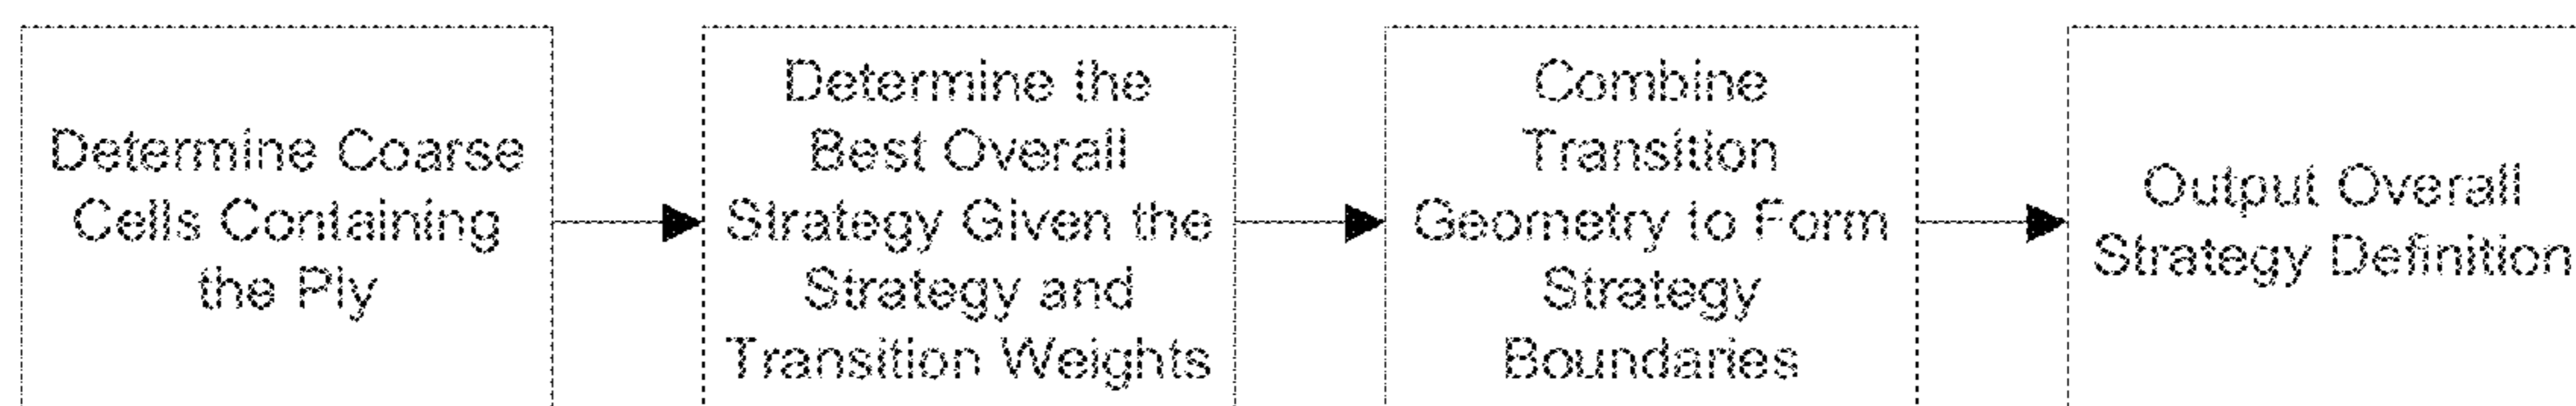 Determine Coarse
Cells Containing
the Ply
Determine the
Best Overall
Strategy Given the
Strategy and
Transition Weights
Combine
Transition
Geometry to Form
Strategy
Boundaries
Output Overall
Strategy Definition